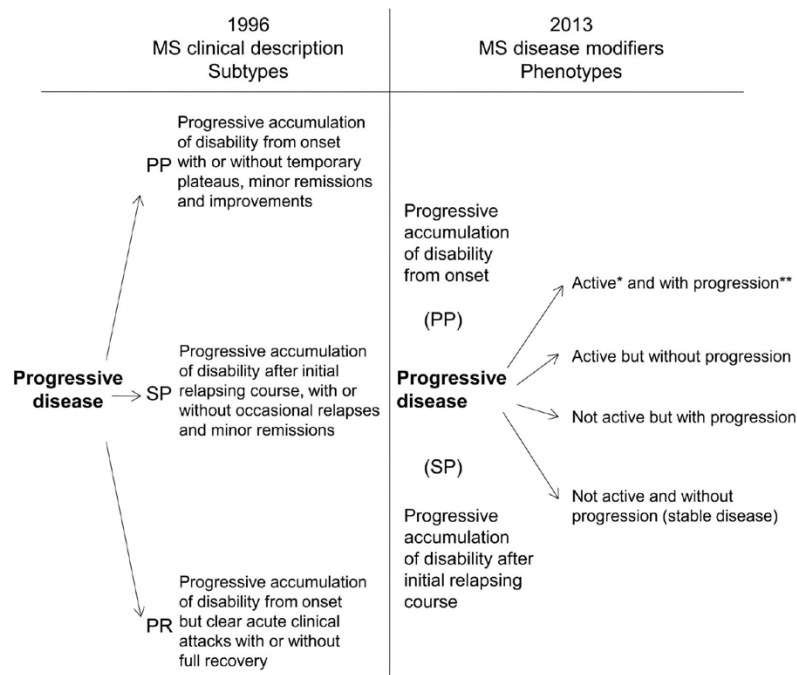 1996
MS clinical description
Subtypes
2013
MS disease modifiers
Phenotypes
Progressive
disease
PP
Progressive accumulation
of disability from onset
with or without temporary
plateaus, minor remissions
and improvements
SP
Progressive accumulation
of disability after initial
relapsing course, with or
without occasional relapses
and minor remissions
PR
Progressive accumulation
of disability from onset
but clear acute clinical
attacks with or without
full recovery
Progressive
accumulation
of disability
from onset
(PP)
Progressive
disease
(SP)
Progressive
accumulation
of disability after
initial relapsing
course
Active* and with progression**
Active but without progression
Not active but with progression
Not active and without
progression (stable disease)